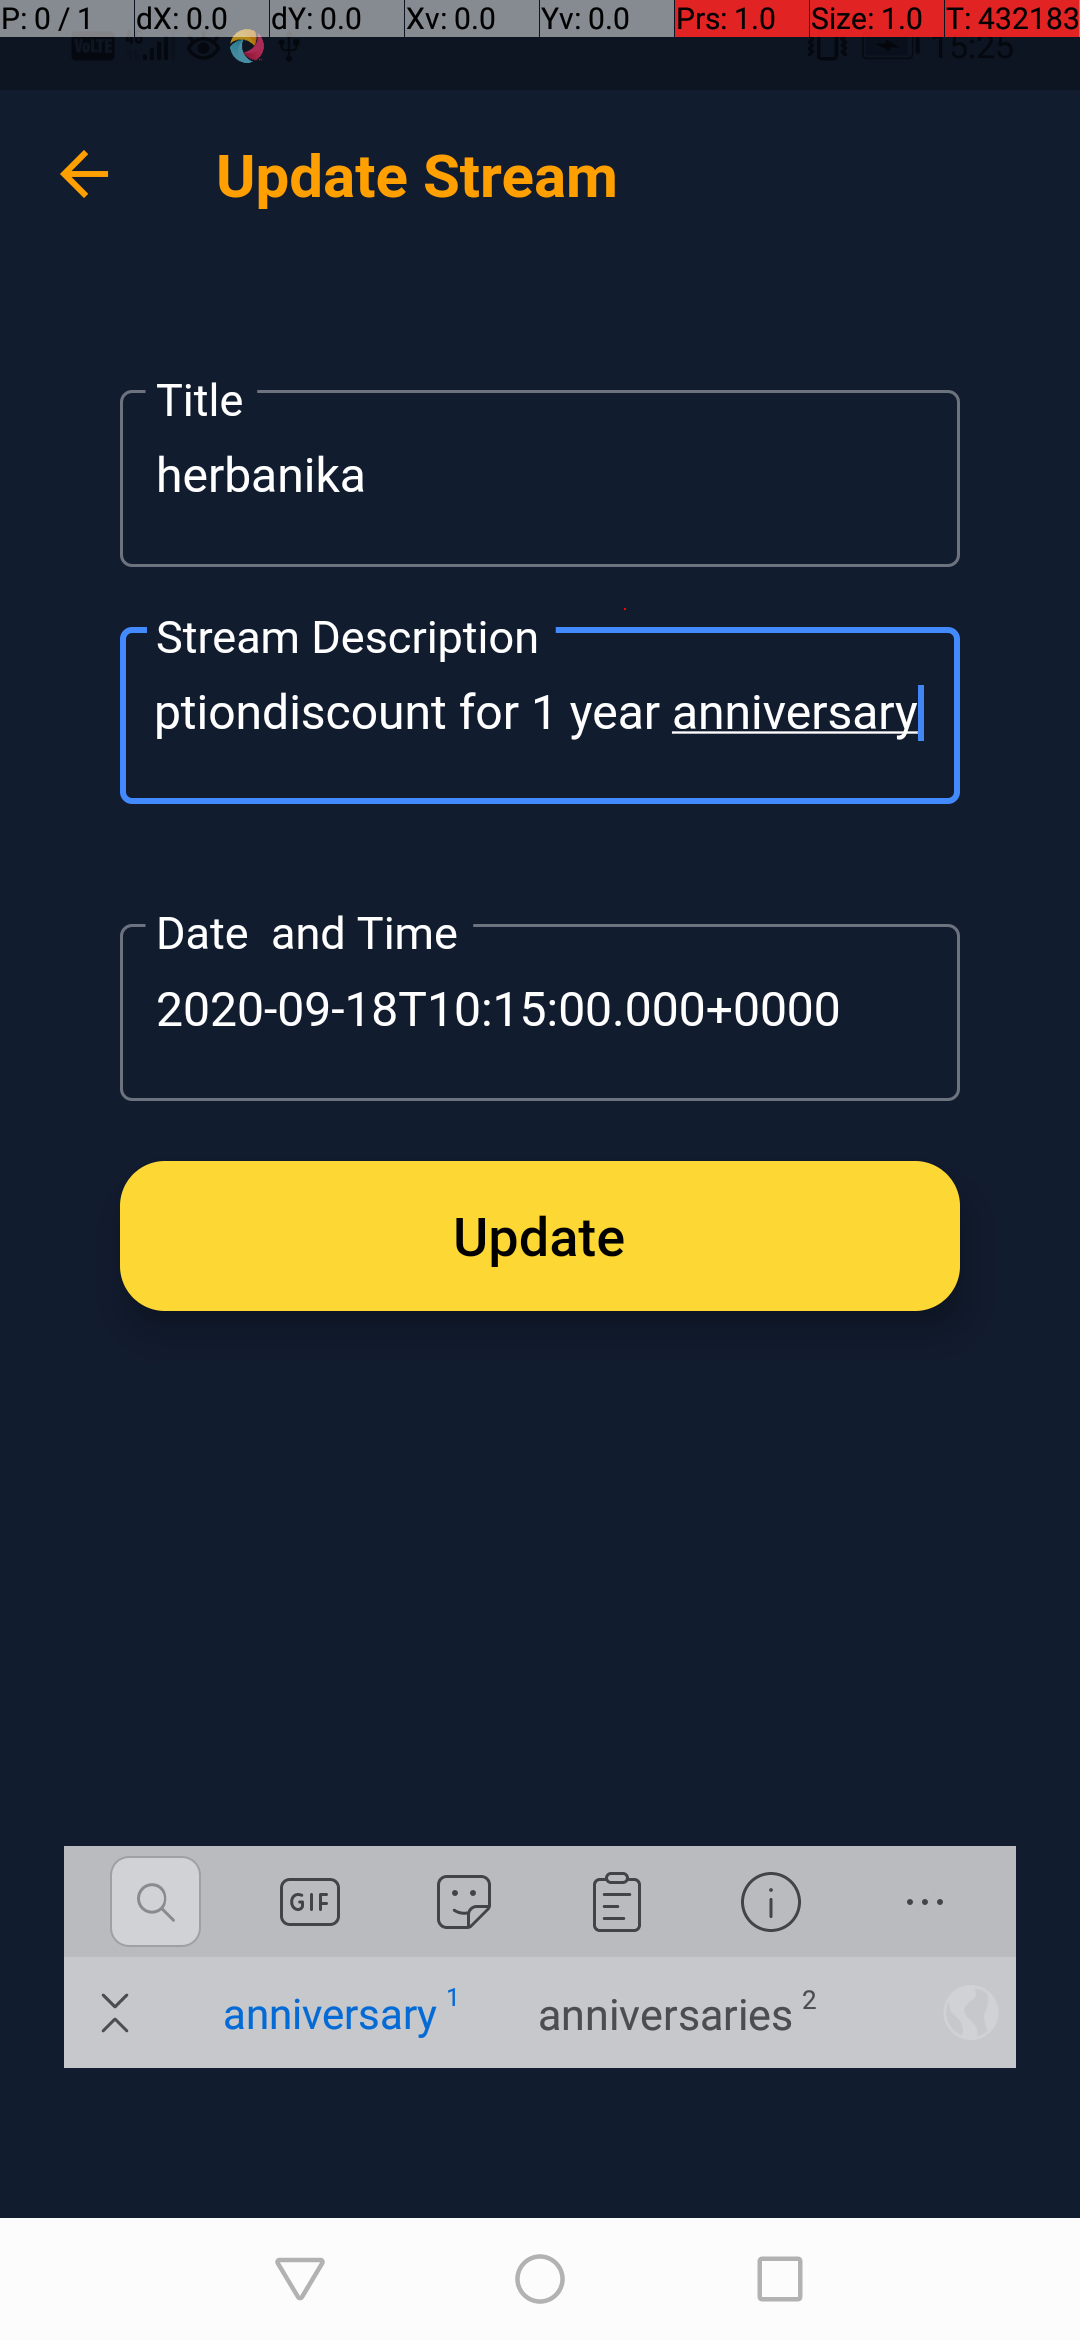 P: 0 / 1 dX: 0.0 dY: 0.0 Xv: 0.0 Yv: 0.0 Prs: 1.0 Size: 1.0 T: 432183
VoLTE 15:25
Update Stream
Title
herbanika
Stream Description
ptiondiscount for 1 year anniversary
Date and Time
2020-09-18T10:15:00.000+0000
Update
GIF
anniversary 1 anniversaries 2